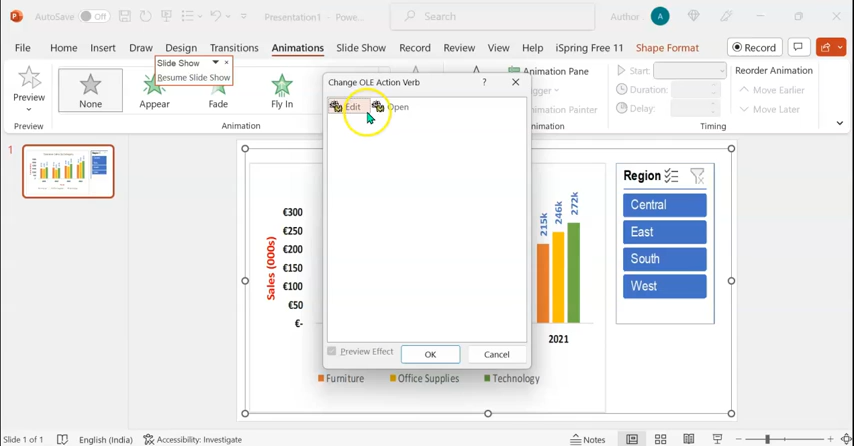 AutoSave Off Presentation1 - Powe... Search Author A
File Home Insert Draw Design Transitions Animations Slide Show Record Review View Help iSpring Free 11 Shape Format Record
Slide Show
Resume Slide Show
Preview
None Appear Fade Fly In
Animation Pane
Animation Painter
Start:
Duration:
Delay:
Reorder Animation
Move Earlier
Move Later
Preview Animation Timing
Change OLE Action Verb ?
Edit Open
Preview Effect OK Cancel
1
Sales (000s)
€300
€250
€200
€150
€100
€50
€-
215k 246k 272k
2021
Furniture Office Supplies Technology
Region
Central
East
South
West
Slide 1 of 1 English (India) Accessibility: Investigate Notes